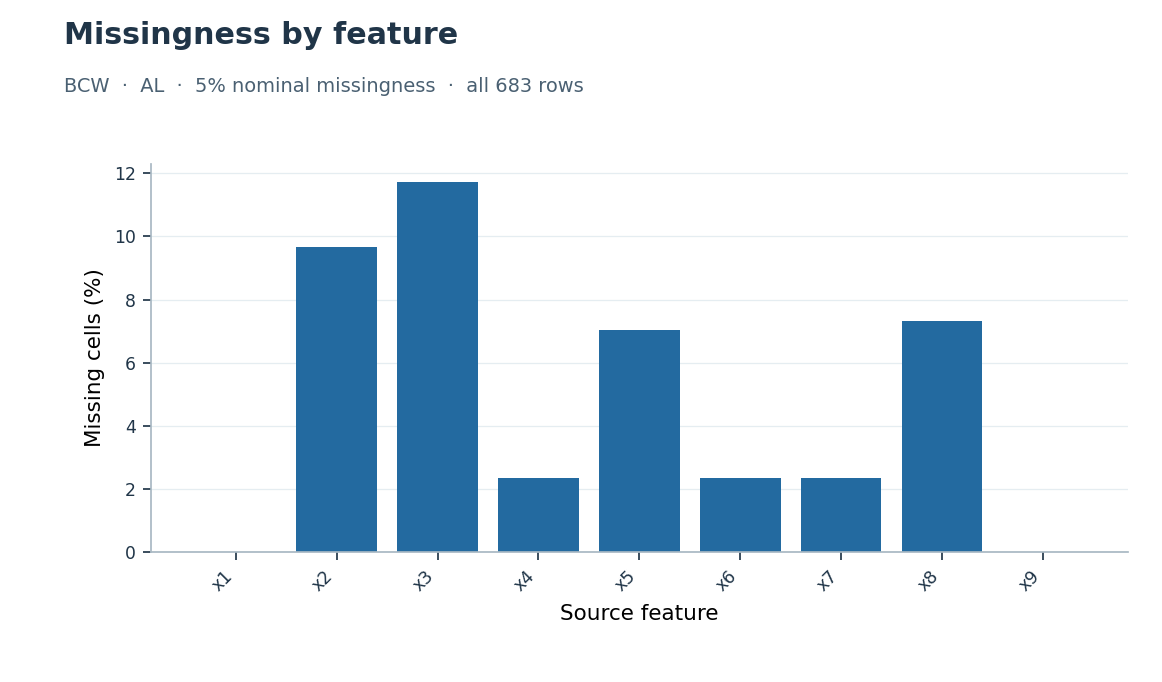 Missingness by feature
BCW · AL · 5% nominal missingness · all 683 rows
12
10
8
6
4
2
0
Missing cells (%)
x1 x2 x3 x4 x5 x6 x7 x8 x9
Source feature